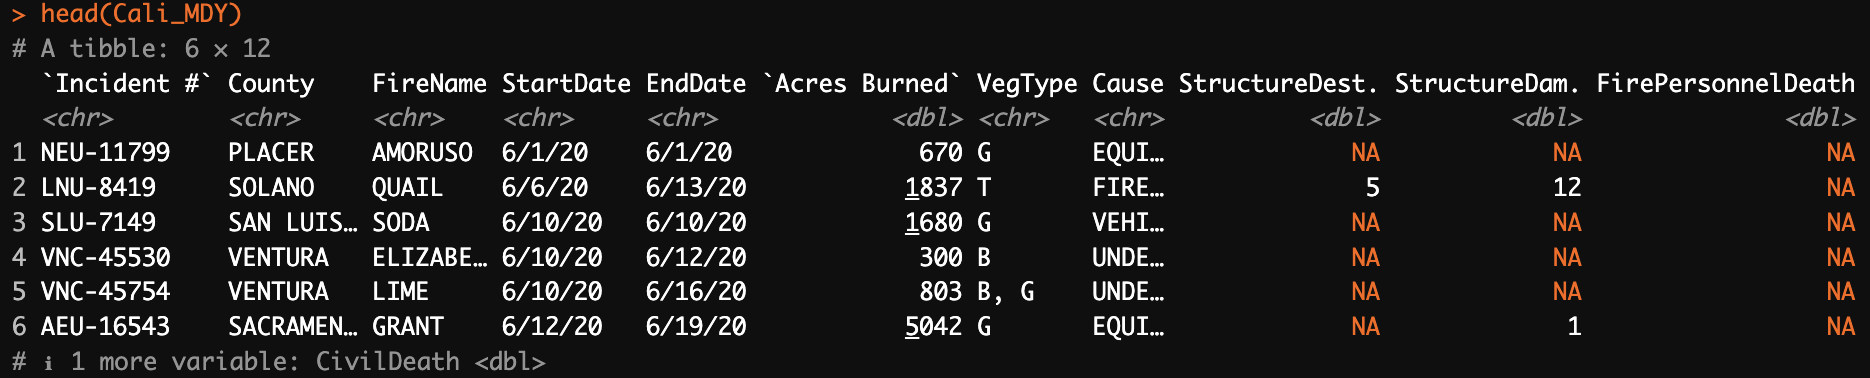 > head(Cali_MDY)
# A tibble: 6 × 12
`Incident #` County FireName StartDate EndDate `Acres Burned` VegType Cause StructureDest. StructureDam. FirePersonnelDeath
<chr> <chr> <chr> <chr> <chr> <dbl> <chr> <chr> <dbl> <dbl> <dbl>
1 NEU-11799 PLACER AMORUSO 6/1/20 6/1/20 670 G EQUI… NA NA NA
2 LNU-8419 SOLANO QUAIL 6/6/20 6/13/20 1837 T FIRE… 5 12 NA
3 SLU-7149 SAN LUIS… SODA 6/10/20 6/10/20 1680 G VEHI… NA NA NA
4 VNC-45530 VENTURA ELIZABE… 6/10/20 6/12/20 300 B UNDE… NA NA NA
5 VNC-45754 VENTURA LIME 6/10/20 6/16/20 803 B, G UNDE… NA NA NA
6 AEU-16543 SACRAMEN… GRANT 6/12/20 6/19/20 5042 G EQUI… NA 1 NA
# ℹ 1 more variable: CivilDeath <dbl>